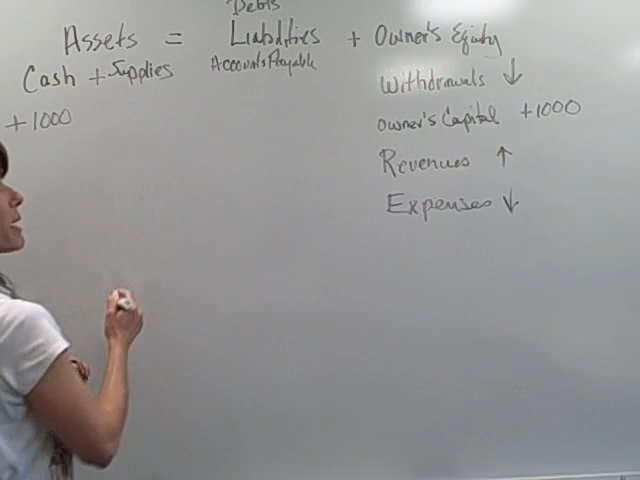 Debts
Assets = Liabilities + Owner's Equity
Cash + Supplies Accounts Payable
Withdrawals ↓
+1000 Owner's Capital +1000
Revenues ↑
Expenses ↓